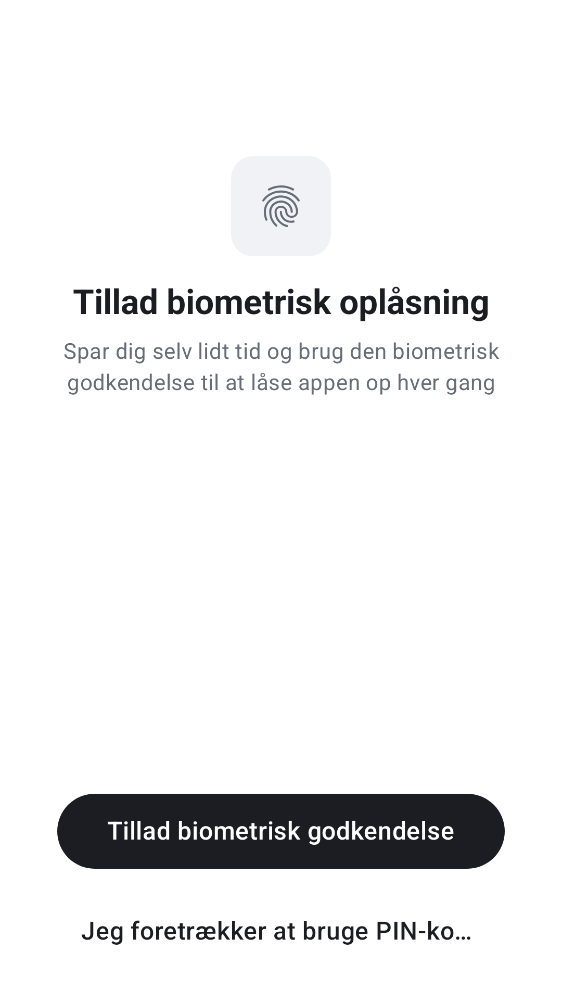 Tillad biometrisk oplåsning
Spar dig selv lidt tid og brug den biometrisk
godkendelse til at låse appen op hver gang
Tillad biometrisk godkendelse
Jeg foretrækker at bruge PIN-ko…